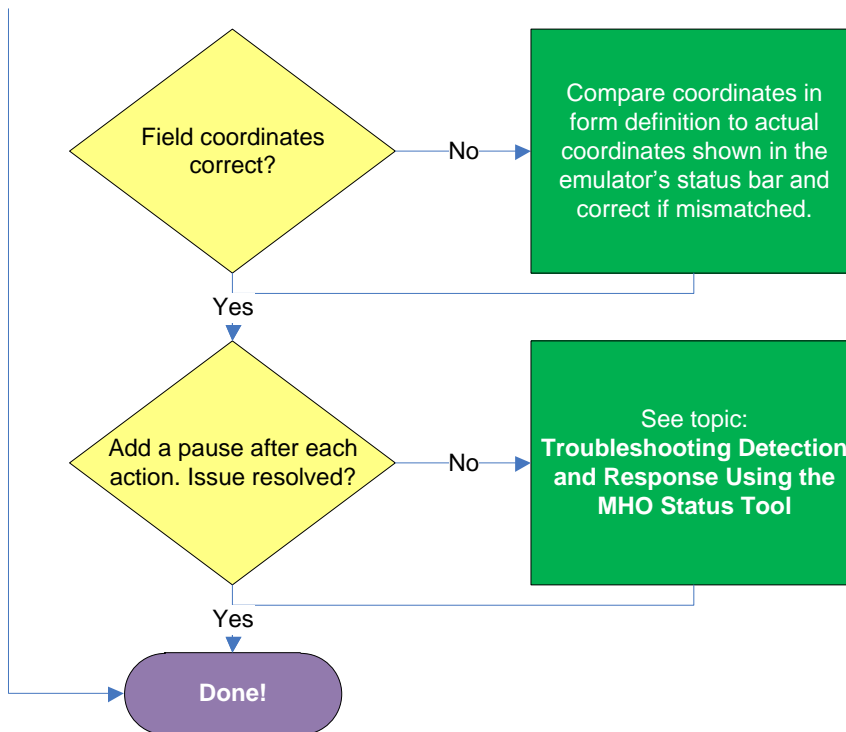 Field coordinates
correct?
No
Compare coordinates in
form definition to actual
coordinates shown in the
emulator's status bar and
correct if mismatched.
Yes
Add a pause after each
action. Issue resolved?
No
See topic:
Troubleshooting Detection
and Response Using the
MHO Status Tool
Yes
Done!